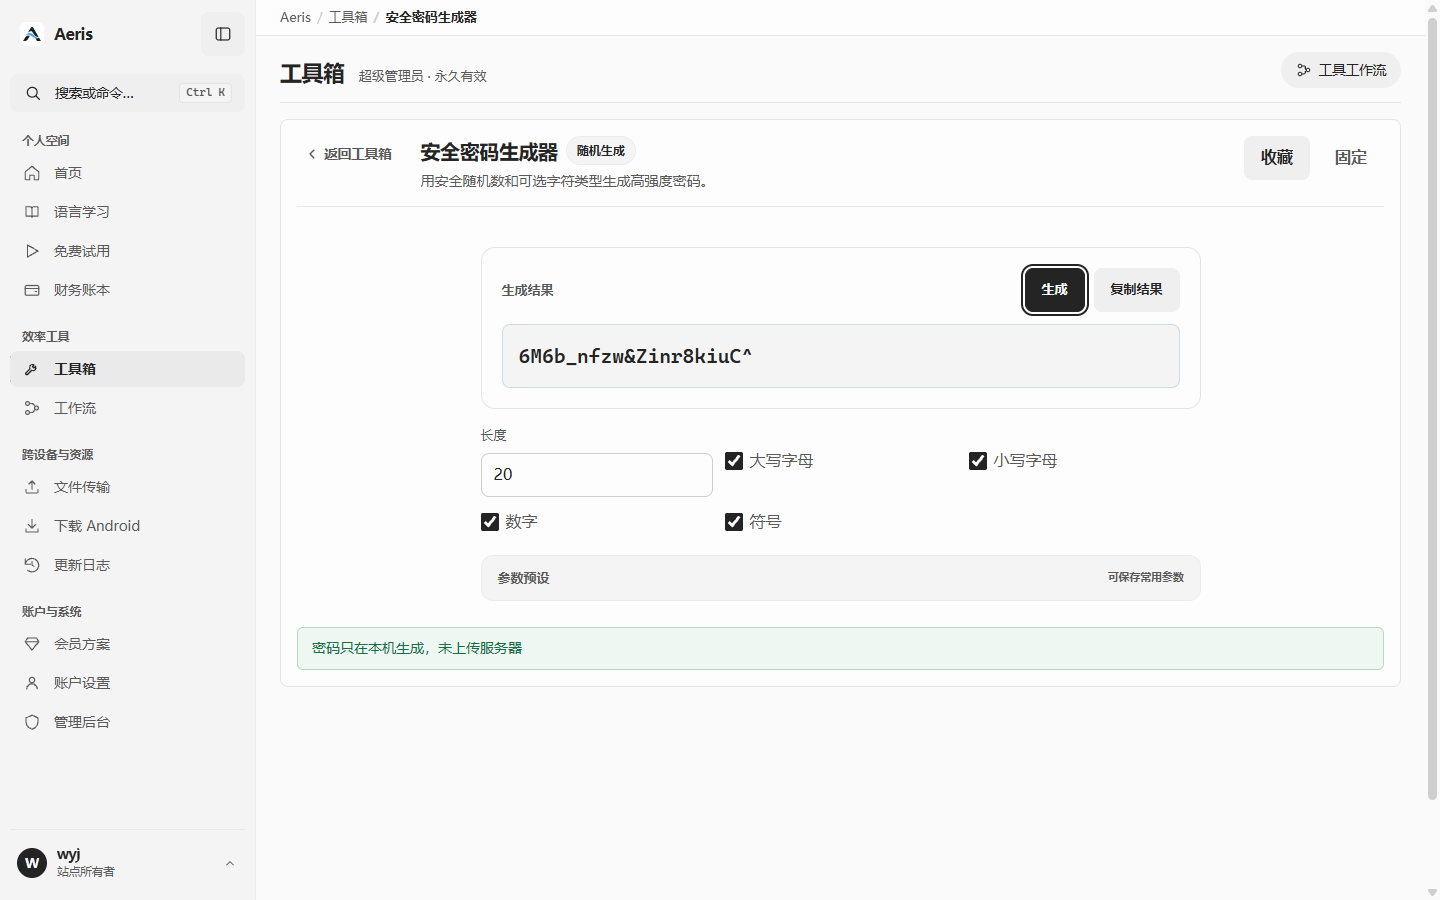 Aeris
搜索或命令...
Ctrl K
个人空间
首页
语言学习
免费试用
财务账本
效率工具
工具箱
工作流
跨设备与资源
文件传输
下载 Android
更新日志
账户与系统
会员方案
账户设置
管理后台
W
wyj
站点所有者
Aeris / 工具箱 / 安全密码生成器
工具箱 超级管理员 · 永久有效
工具工作流
返回工具箱
安全密码生成器 随机生成
用安全随机数和可选字符类型生成高强度密码。
收藏
固定
生成结果
生成
复制结果
6M6b_nfzw&Zinr8kiuC^
长度
20
大写字母
小写字母
数字
符号
参数预设
可保存常用参数
密码只在本机生成，未上传服务器